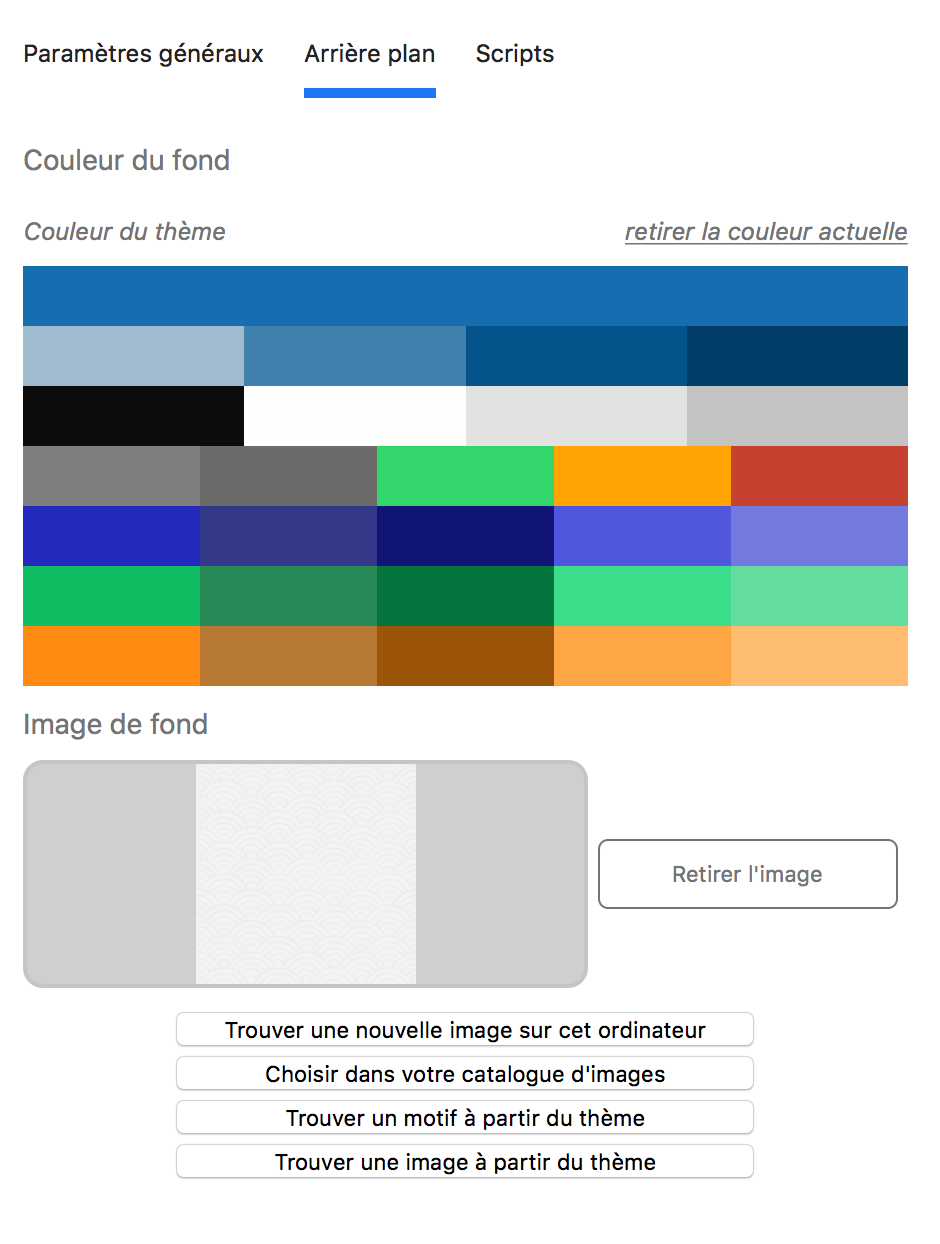 Paramètres généraux Arrière plan Scripts
Couleur du fond
Couleur du thème retirer la couleur actuelle
Image de fond
Retirer l'image
Trouver une nouvelle image sur cet ordinateur
Choisir dans votre catalogue d'images
Trouver un motif à partir du thème
Trouver une image à partir du thème